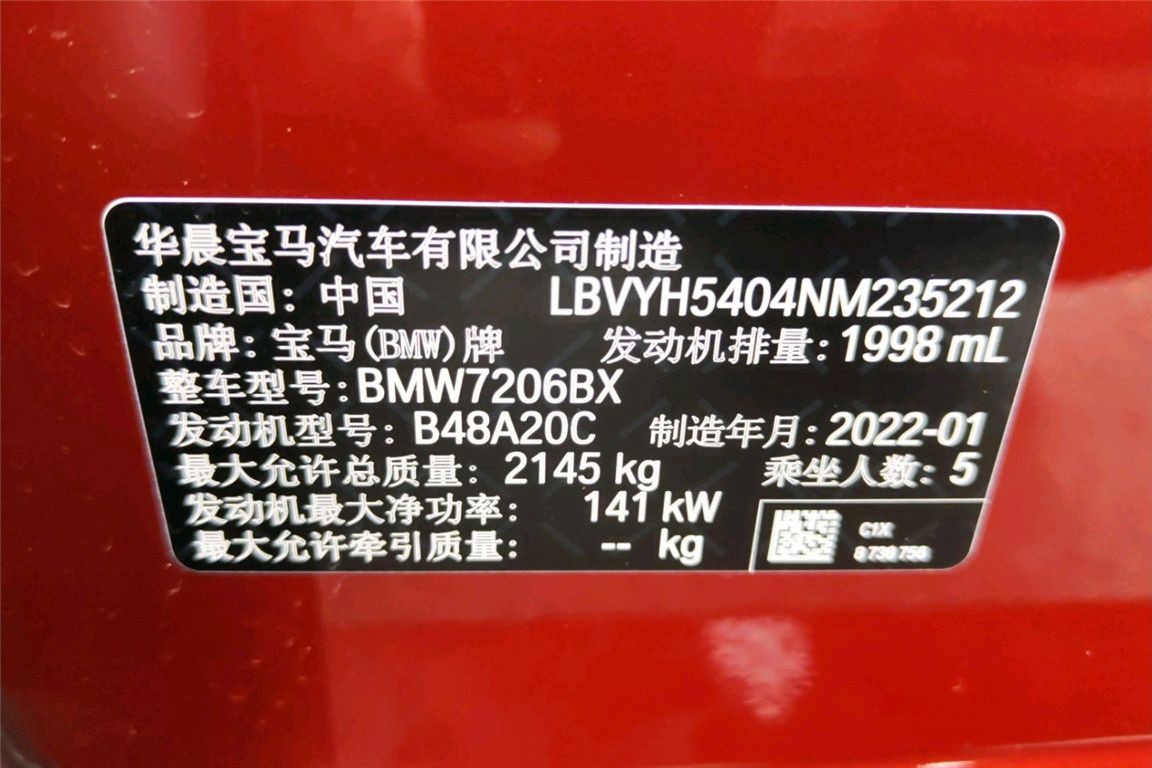 华晨宝马汽车有限公司制造
制造国：中国 LBVYH5404NM235212
品牌：宝马(BMW)牌 发动机排量：1998 mL
整车型号：BMW7206BX
发动机型号：B48A20C 制造年月：2022-01
最大允许总质量：2145 kg 乘坐人数：5
发动机最大净功率：141 kW
最大允许牵引质量：-- kg
C1X
8 738 756